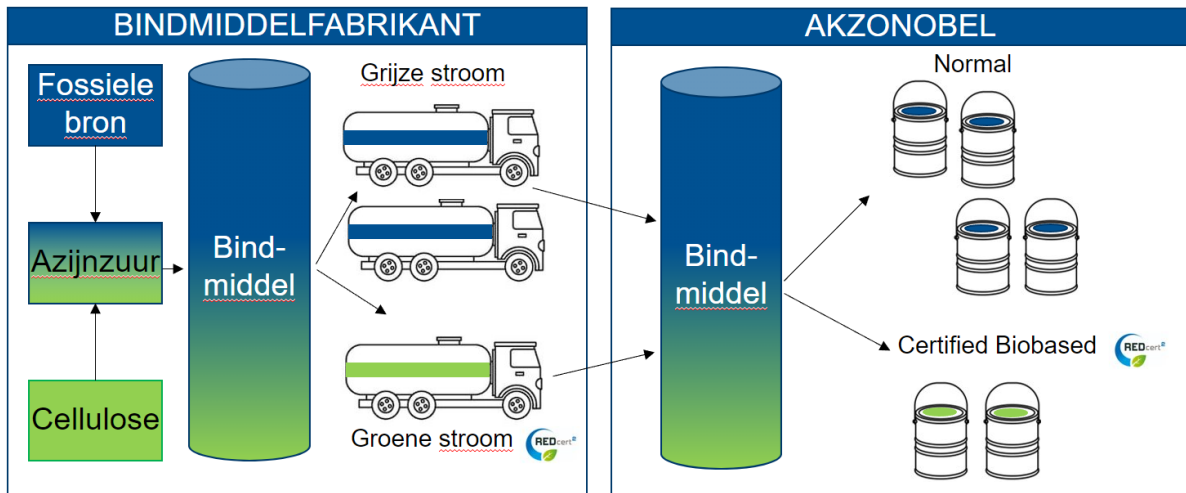 BINDMIDDELFABRIKANT
Fossiele
bron
Azijnzuur
Cellulose
Bind-
middel
Grijze stroom
Groene stroom
REDcert²
AKZONOBEL
Bind-
middel
Normal
Certified Biobased
REDcert²